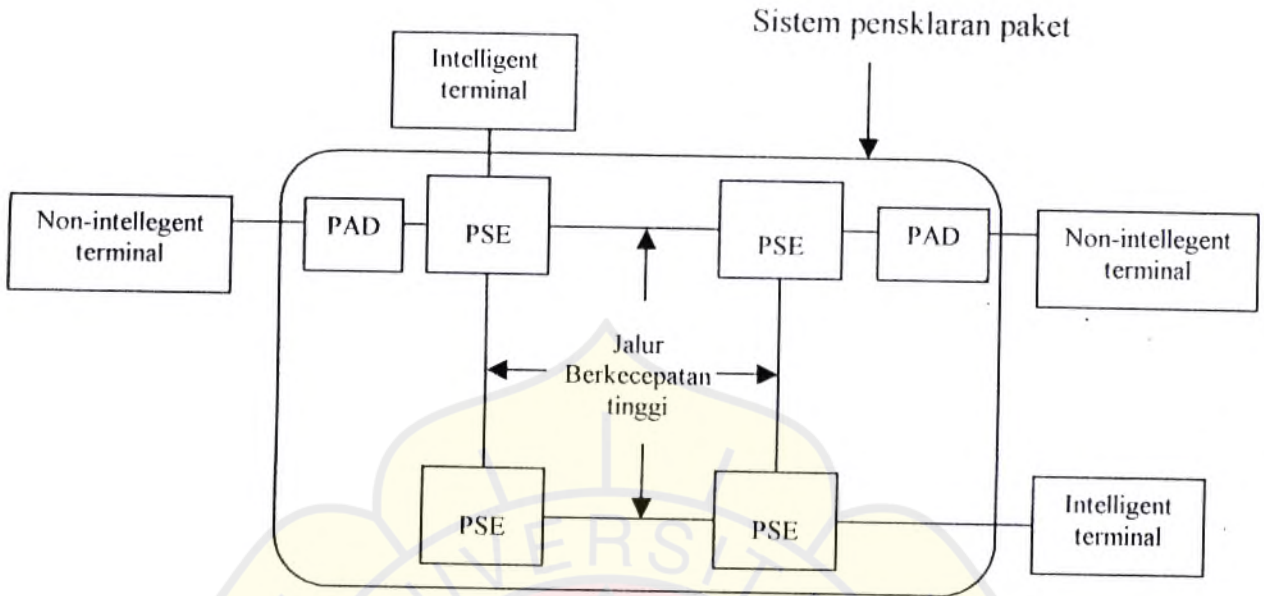 Sistem pensklaran paket
Intelligent
terminal
Non-intellegent
terminal
PAD
PSE
PSE
PAD
Non-intellegent
terminal
Jalur
Berkecepatan
tinggi
PSE
PSE
Intelligent
terminal
VERSIT